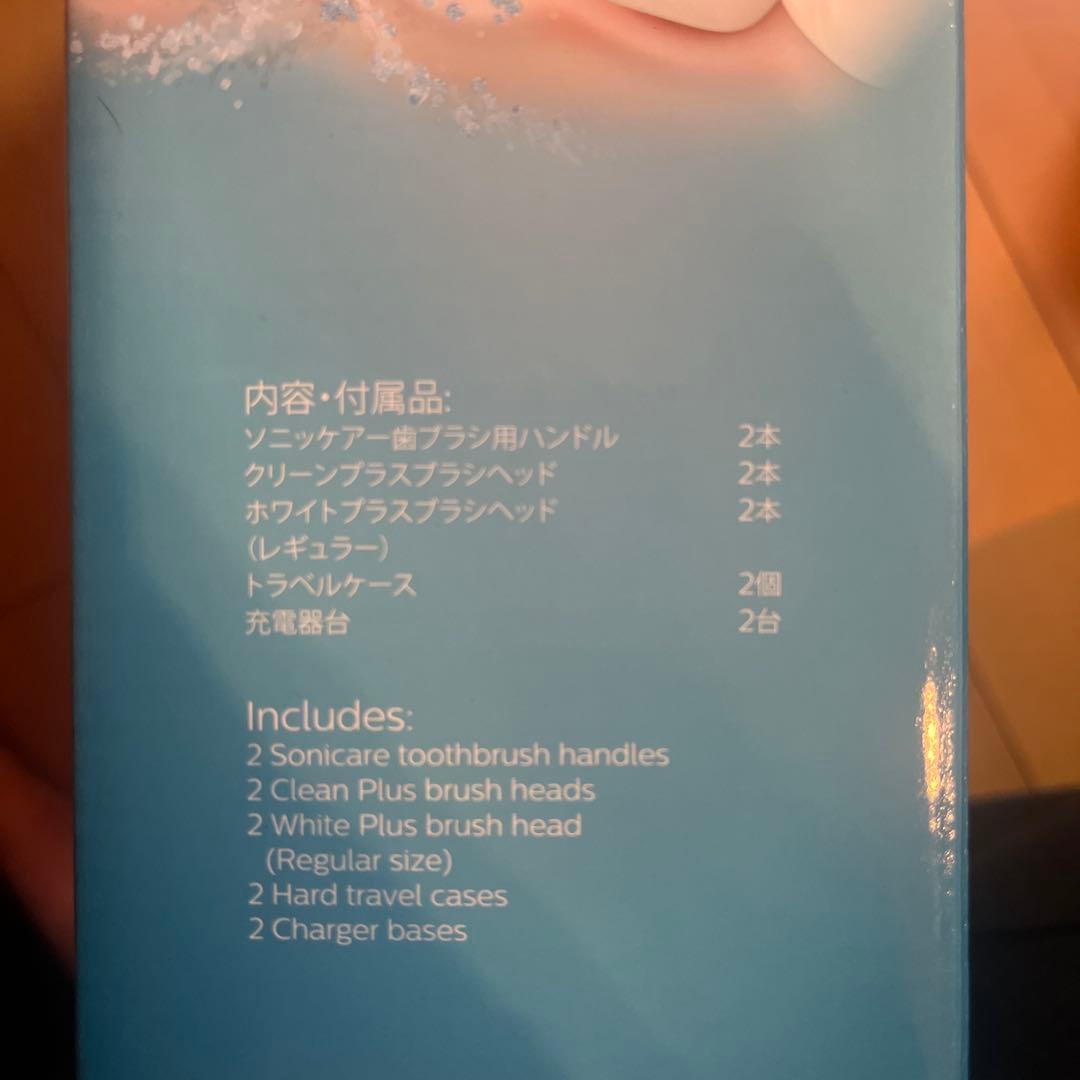 内容・付属品:
ソニッケアー歯ブラシ用ハンドル 2本
クリーンプラスブラシヘッド 2本
ホワイトプラスブラシヘッド 2本
(レギュラー)
トラベルケース 2個
充電器台 2台
Includes:
2 Sonicare toothbrush handles
2 Clean Plus brush heads
2 White Plus brush head
(Regular size)
2 Hard travel cases
2 Charger bases